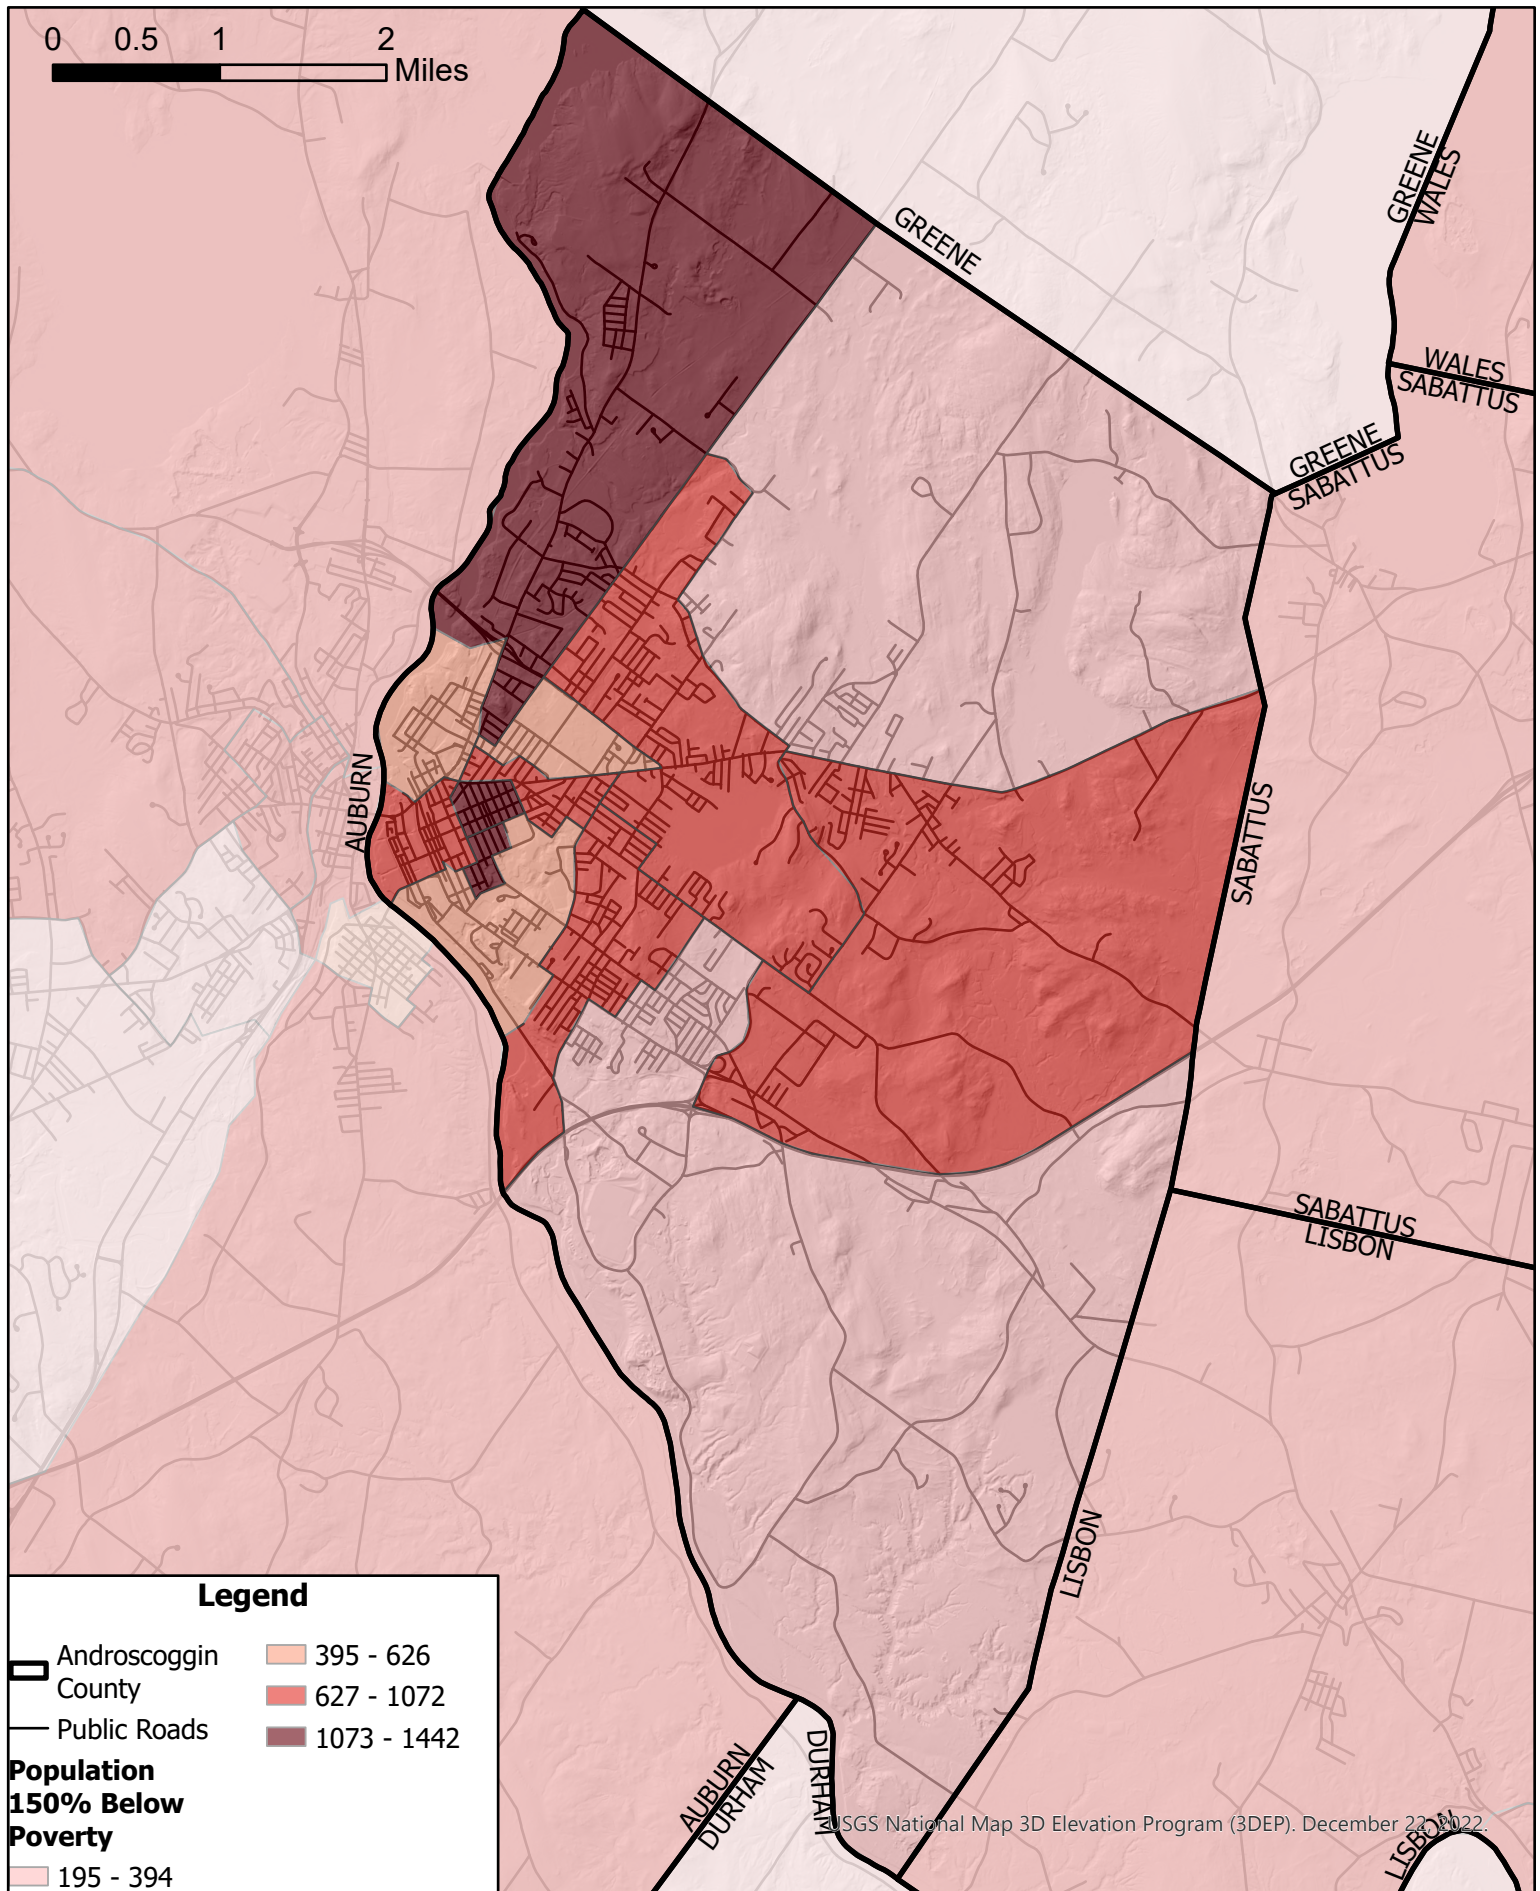 0 0.5 1 2
Miles
GREENE
GREENE
WALES
WALES
SABATTUS
GREENE
SABATTUS
AUBURN
SABATTUS
SABATTUS
LISBON
LISBON
AUBURN
DURHAM
DURHAM
LISBON
USGS National Map 3D Elevation Program (3DEP). December 22, 2022.
Legend
Androscoggin
County
Public Roads
Population
150% Below
Poverty
195 - 394
395 - 626
627 - 1072
1073 - 1442